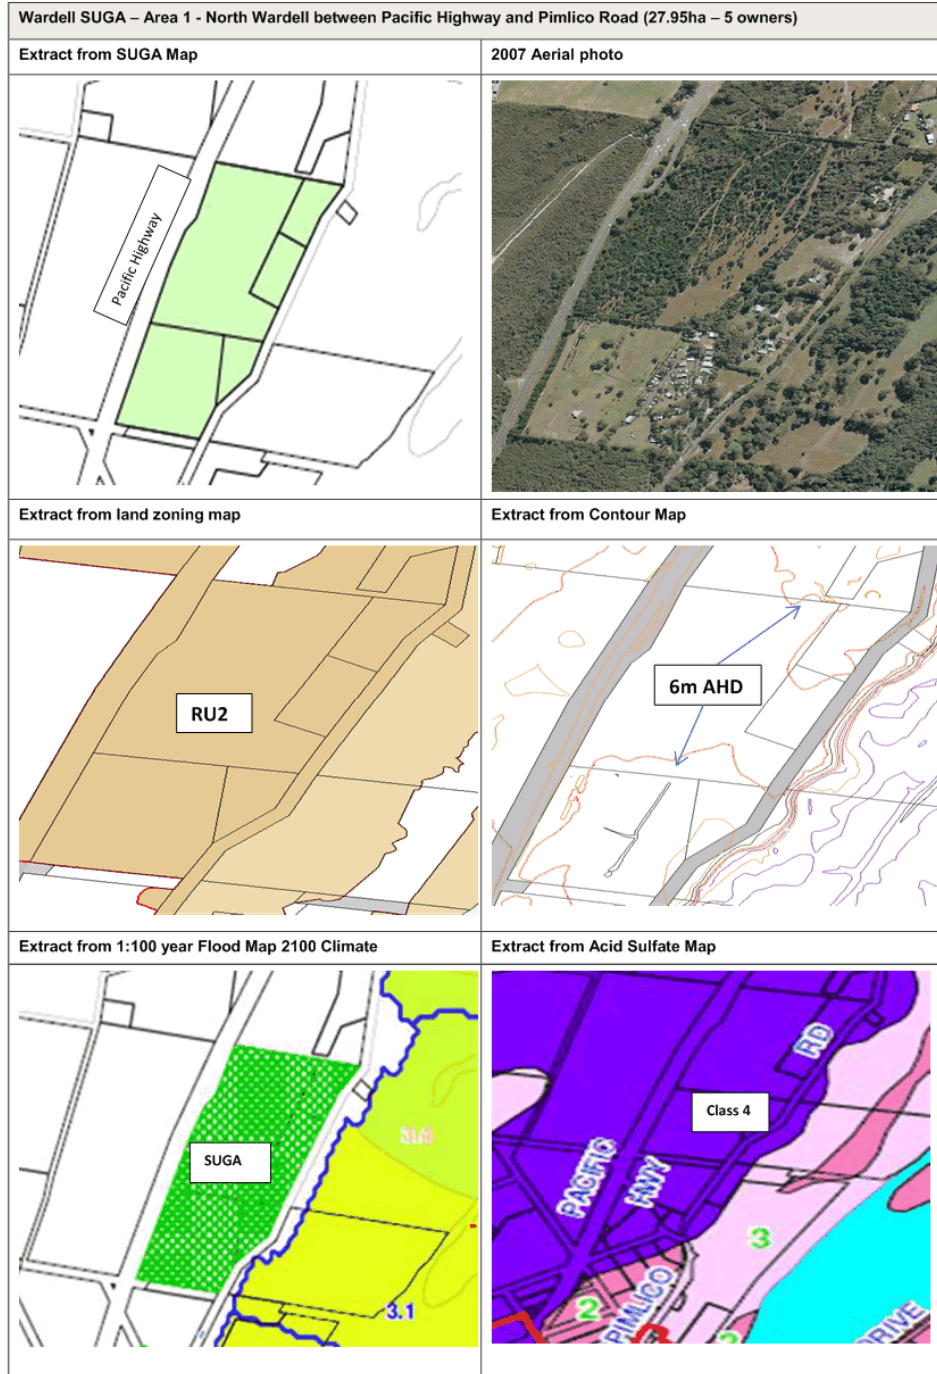 Wardell SUGA – Area 1 - North Wardell between Pacific Highway and Pimlico Road (27.95ha – 5 owners)
Extract from SUGA Map
2007 Aerial photo
Pacific Highway
Extract from land zoning map
Extract from Contour Map
RU2
6m AHD
Extract from 1:100 year Flood Map 2100 Climate
Extract from Acid Sulfate Map
SUGA
3.1
RD
Class 4
PACIFIC
HWY
3
2
PIMLICO
DRIVE